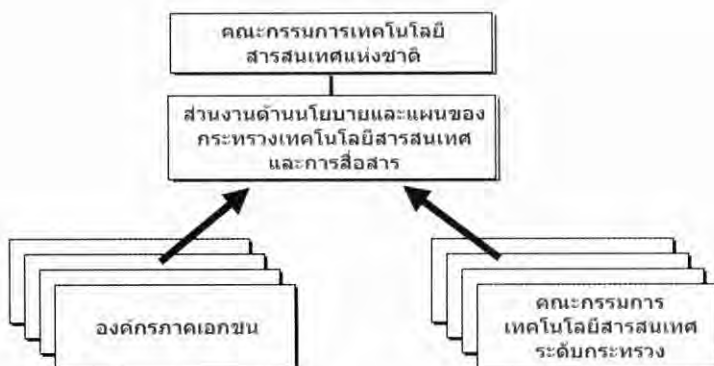 คณะกรรมการเทคโนโลยี
สารสนเทศแห่งชาติ
ส่วนงานด้านนโยบายและแผนของ
กระทรวงเทคโนโลยีสารสนเทศ
และการสื่อสาร
องค์กรภาคเอกชน
คณะกรรมการ
เทคโนโลยีสารสนเทศ
ระดับกระทรวง